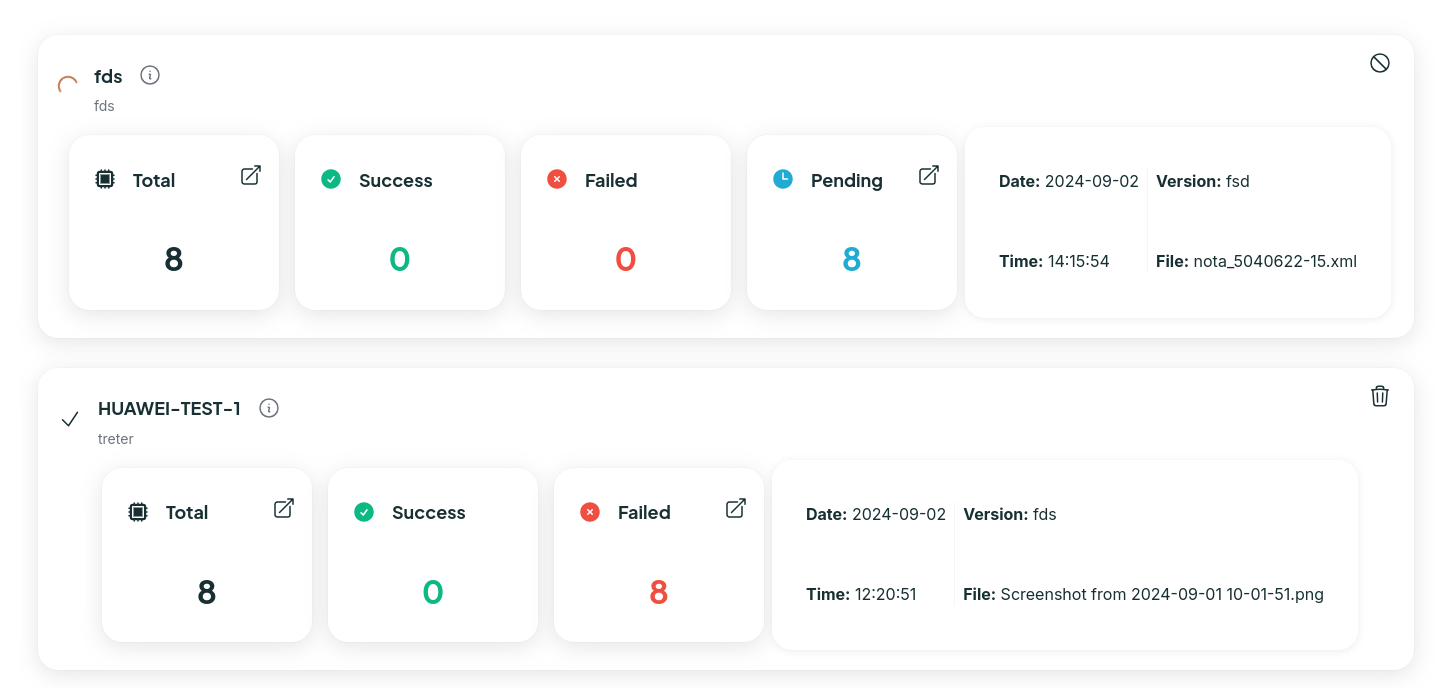 fds
fds
Total Success Failed Pending
8 0 0 8
Date: 2024-09-02 Version: fsd
Time: 14:15:54 File: nota_5040622-15.xml
HUAWEI-TEST-1
treter
Total Success Failed
8 0 8
Date: 2024-09-02 Version: fds
Time: 12:20:51 File: Screenshot from 2024-09-01 10-01-51.png